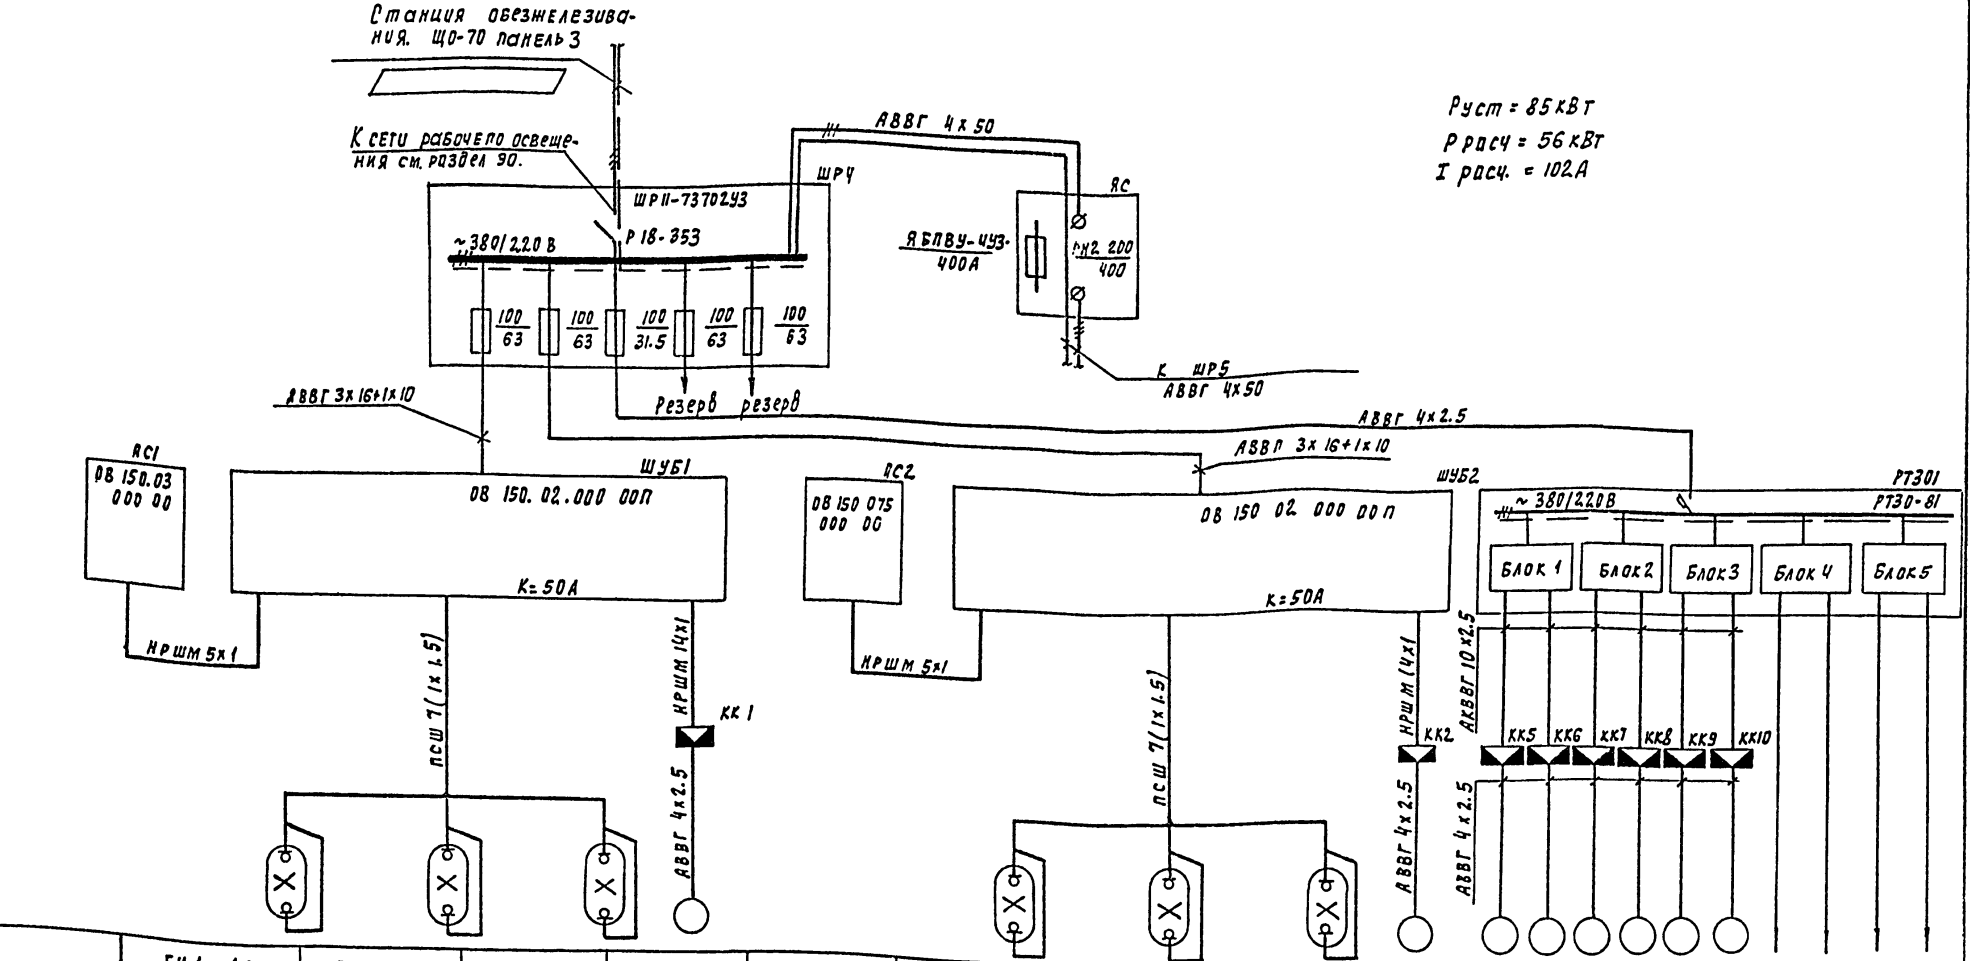 Станция обезжелезива-
ния. ЩО-70 панель 3
К сети рабочего освеще-
ния см. раздел ЭО.
АВВГ 4х50
Руст = 85 кВт
Р расч = 56 кВт
I расч. = 102А
ШР4
ШР11-73702У3
Р18-353
~380/220В
100
63
100
63
100
31.5
100
63
100
63
ЯС
ЯБПВУ-4У3-
400А
200
400
К ШР5
АВВГ 4х50
Резерв
резерв
АВВГ 3х16+1х10
АВВГ 4х2.5
АВВГ 3х16+1х10
ЯС1
ОВ 150.03
000 00
ШУБ1
ОВ 150.02.000 00П
К=50А
ЯС2
ОВ 150 075
000 00
ШУБ2
ОВ 150 02 000 00П
К=50А
РТ301
РТ30-81
~380/220В
Блок 1
Блок 2
Блок 3
Блок 4
Блок 5
НРШМ 5х1
ПСШ 7(1х1.5)
НРШМ 14х1
КК1
АВВГ 4х2.5
НРШМ 5х1
ПСШ 7(1х1.5)
НРШМ (4х1
КК2
АВВГ 4х2.5
АКВВГ 10х2.5
КК5
КК6
КК7
КК8
КК9
КК10
АВВГ 4х2.5